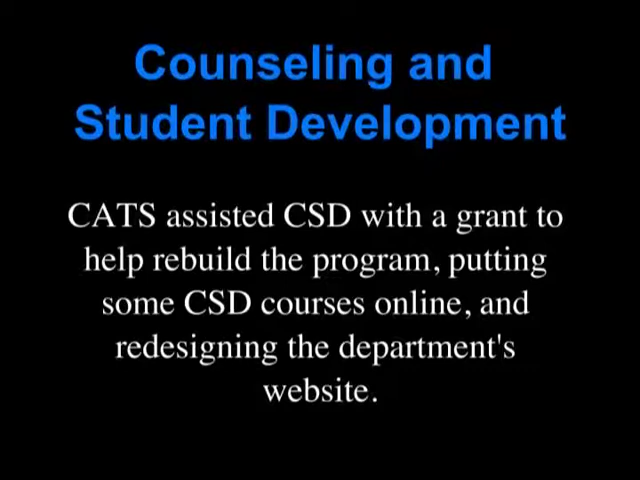 Counseling and
Student Development
CATS assisted CSD with a grant to
help rebuild the program, putting
some CSD courses online, and
redesigning the department's
website.